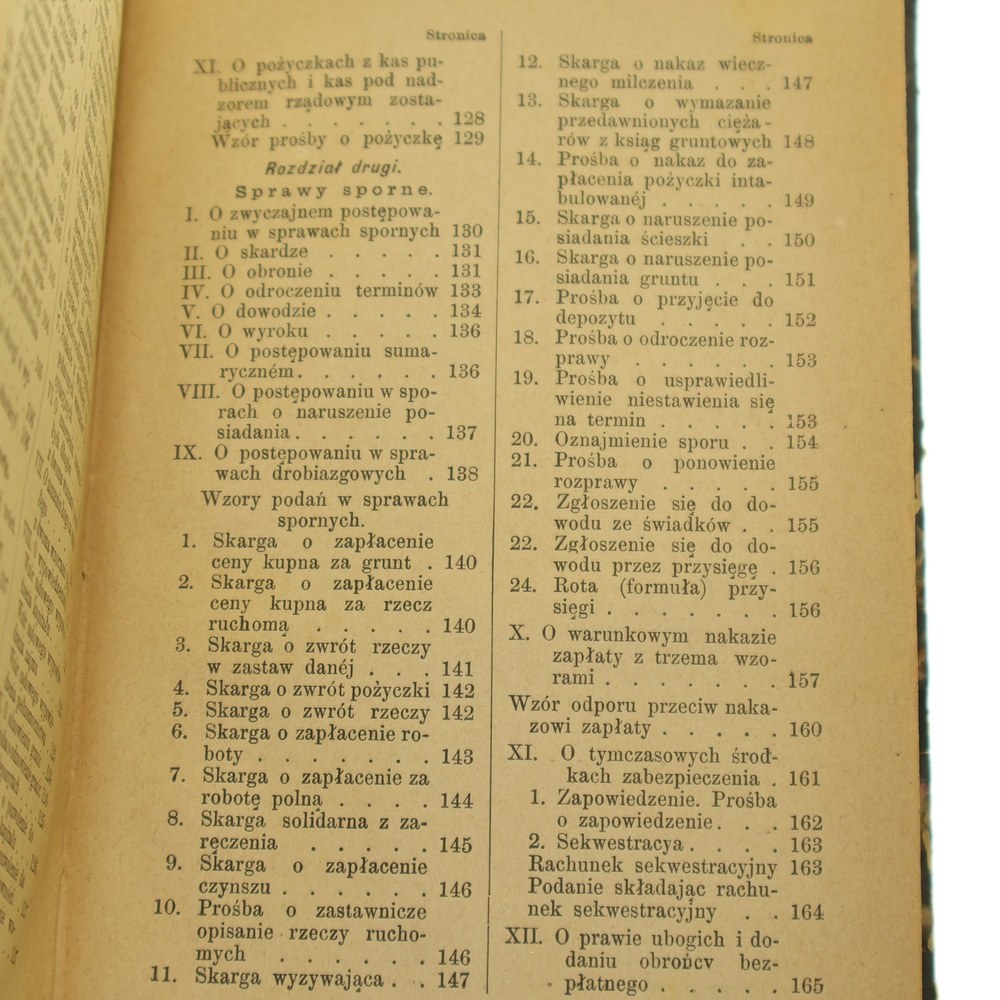 Stronica
XI. O pożyczkach z kas pu-
blicznych i kas pod nad-
zorem rządowym zosta-
jących . . . . . . . 128
Wzór prośby o pożyczkę 129
Rozdział drugi.
Sprawy sporne.
I. O zwyczajnem postępowa-
niu w sprawach spornych 130
II. O skardze . . . . . 131
III. O obronie . . . . . 131
IV. O odroczeniu terminów 133
V. O dowodzie . . . . . 134
VI. O wyroku . . . . . 136
VII. O postępowaniu suma-
ryczném . . . . . . 136
VIII. O postępowaniu w spo-
rach o naruszenie po-
siadania . . . . . . 137
IX. O postępowaniu w spra-
wach drobiazgowych . 138
Wzory podań w sprawach
spornych.
1. Skarga o zapłacenie
ceny kupna za grunt . 140
2. Skarga o zapłacenie
ceny kupna za rzecz
ruchomą . . . . . 140
3. Skarga o zwrót rzeczy
w zastaw danéj . . . 141
4. Skarga o zwrót pożyczki 142
5. Skarga o zwrót rzeczy 142
6. Skarga o zapłacenie ro-
boty . . . . . . . 143
7. Skarga o zapłacenie za
robotę polną . . . . 144
8. Skarga solidarna z za-
ręczenia . . . . . 145
9. Skarga o zapłacenie
czynszu . . . . . . 146
10. Prośba o zastawnicze
opisanie rzeczy rucho-
mych . . . . . . 146
11. Skarga wyzywająca . . 147
Stronica
12. Skarga o nakaz wiecz-
nego milczenia . . . 147
13. Skarga o wymazanie
przedawnionych cięża-
rów z ksiąg gruntowych 148
14. Prośba o nakaz do za-
płacenia pożyczki inta-
bulowanéj . . . . . 149
15. Skarga o naruszenie po-
siadania ścieszki . . 150
16. Skarga o naruszenie po-
siadania gruntu . . . 151
17. Prośba o przyjęcie do
depozytu . . . . . 152
18. Prośba o odroczenie roz-
prawy . . . . . . 153
19. Prośba o usprawiedli-
wienie niestawienia się
na termin . . . . . 153
20. Oznajmienie sporu . . 154
21. Prośba o ponowienie
rozprawy . . . . . 155
22. Zgłoszenie się do do-
wodu ze świadków . . 155
22. Zgłoszenie się do do-
wodu przez przysięgę . 156
24. Rota (formuła) przy-
sięgi . . . . . . . 156
X. O warunkowym nakazie
zapłaty z trzema wzo-
rami . . . . . . . 157
Wzór odporu przeciw naka-
zowi zapłaty . . . . . 160
XI. O tymczasowych środ-
kach zabezpieczenia . 161
1. Zapowiedzenie. Prośba
o zapowiedzenie . . . 162
2. Sekwestracya . . . . 163
Rachunek sekwestracyjny 163
Podanie składając rachu-
nek sekwestracyjny . . 164
XII. O prawie ubogich i do-
daniu obrońcy bez-
płatnego . . . . . 165